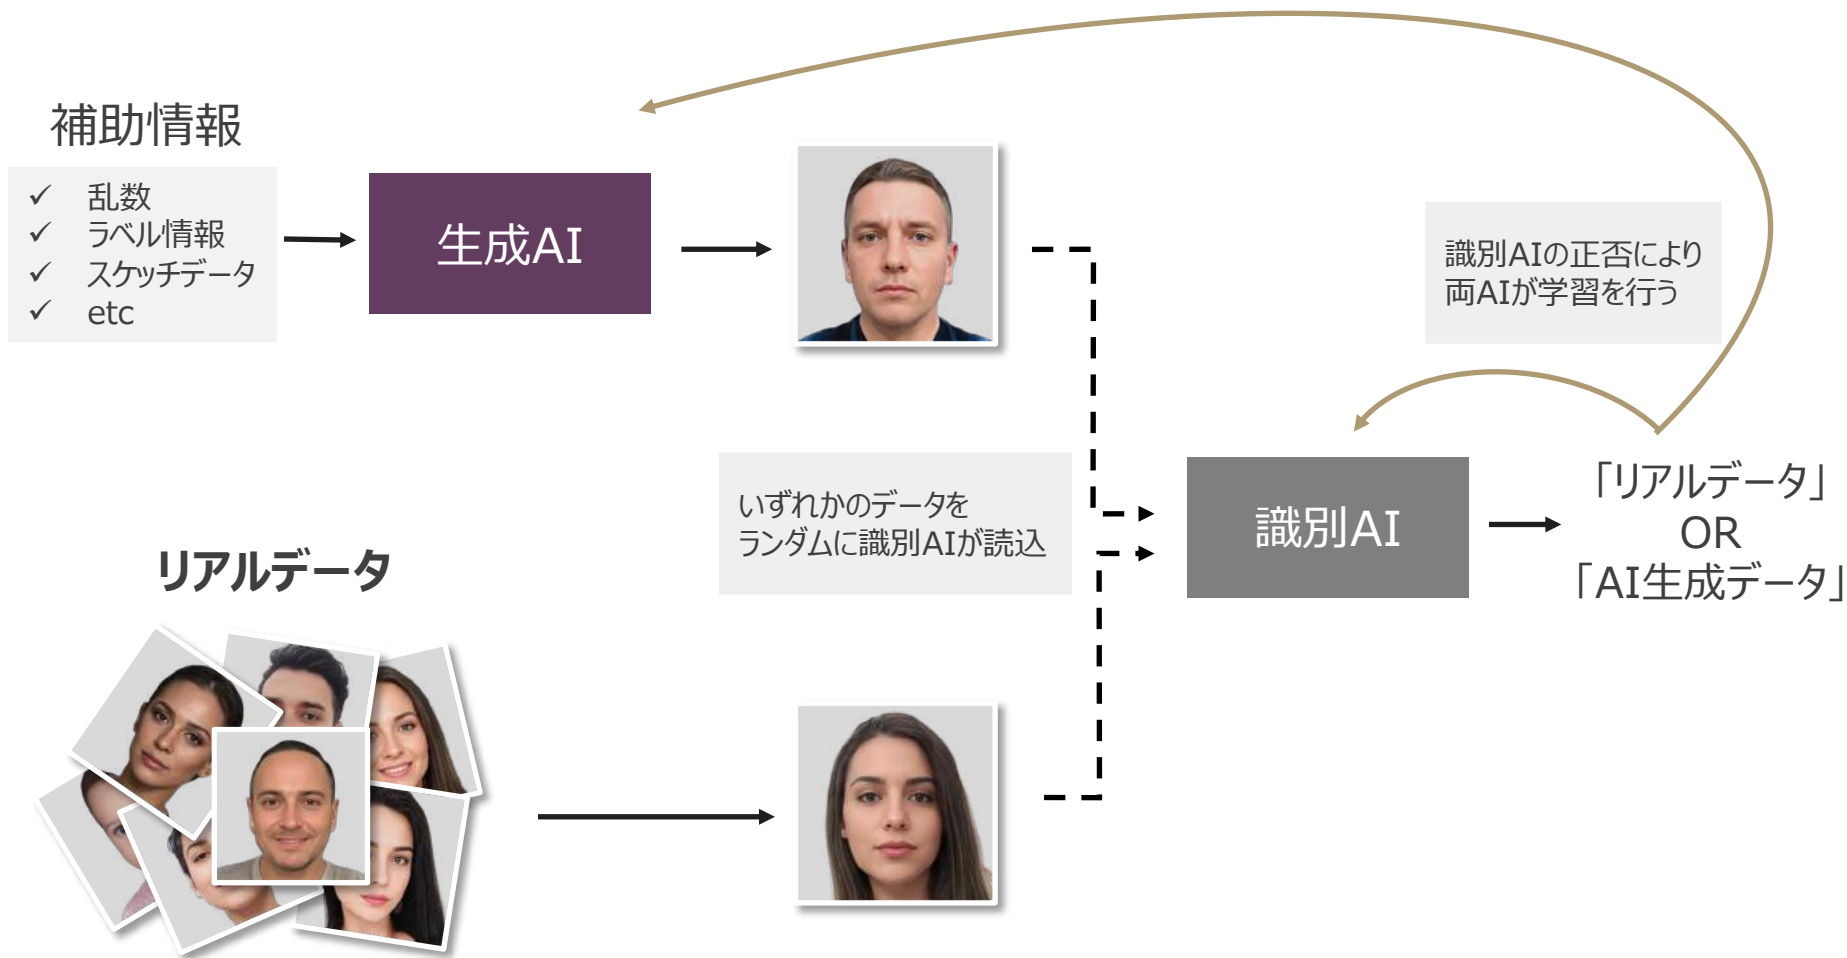 補助情報
✓ 乱数
✓ ラベル情報
✓ スケッチデータ
✓ etc
生成AI
識別AIの正否により
両AIが学習を行う
いずれかのデータを
ランダムに識別AIが読込
識別AI
「リアルデータ」
OR
「AI生成データ」
リアルデータ